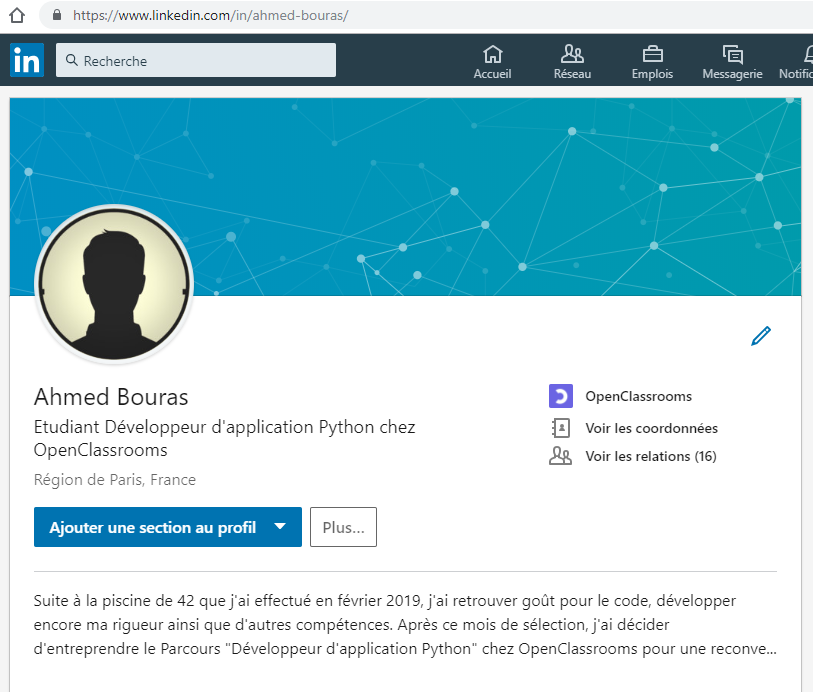 https://www.linkedin.com/in/ahmed-bouras/
in Recherche
Accueil Réseau Emplois Messagerie
Ahmed Bouras
Etudiant Développeur d'application Python chez
OpenClassrooms
Région de Paris, France
OpenClassrooms
Voir les coordonnées
Voir les relations (16)
Ajouter une section au profil Plus...
Suite à la piscine de 42 que j'ai effectué en février 2019, j'ai retrouver goût pour le code, développer
encore ma rigueur ainsi que d'autres compétences. Après ce mois de sélection, j'ai décider
d'entreprendre le Parcours "Développeur d'application Python" chez OpenClassrooms pour une reconve...